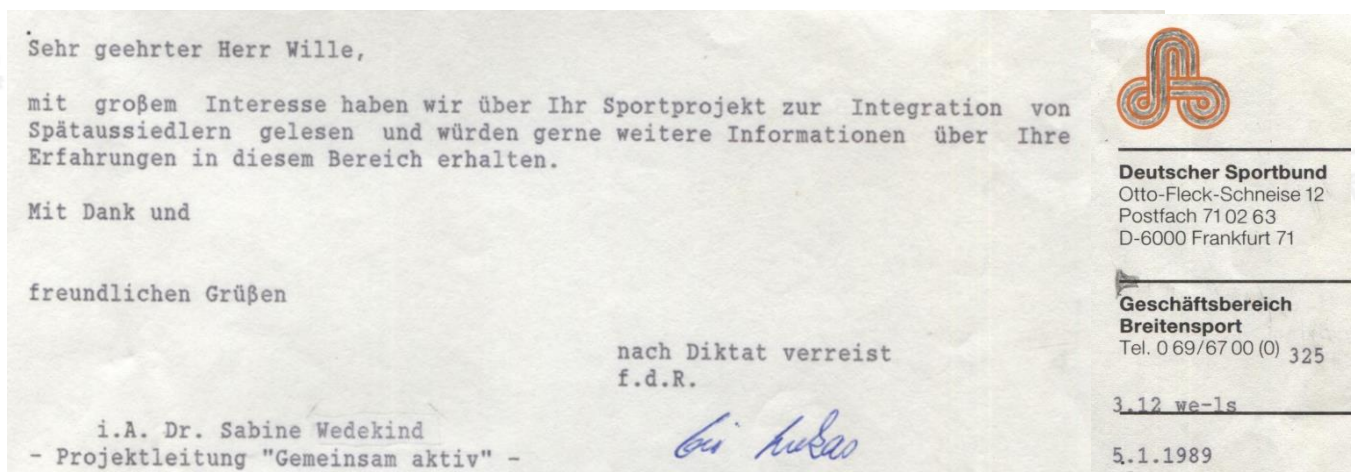 Sehr geehrter Herr Wille,
mit großem Interesse haben wir über Ihr Sportprojekt zur Integration von
Spätaussiedlern gelesen und würden gerne weitere Informationen über Ihre
Erfahrungen in diesem Bereich erhalten.
Mit Dank und
freundlichen Grüßen
nach Diktat verreist
f.d.R.
i.A. Dr. Sabine Wedekind
- Projektleitung "Gemeinsam aktiv" -
Deutscher Sportbund
Otto-Fleck-Schneise 12
Postfach 71 02 63
D-6000 Frankfurt 71
Geschäftsbereich
Breitensport
Tel. 0 69/67 00 (0) 325
3.12 we-ls
5.1.1989